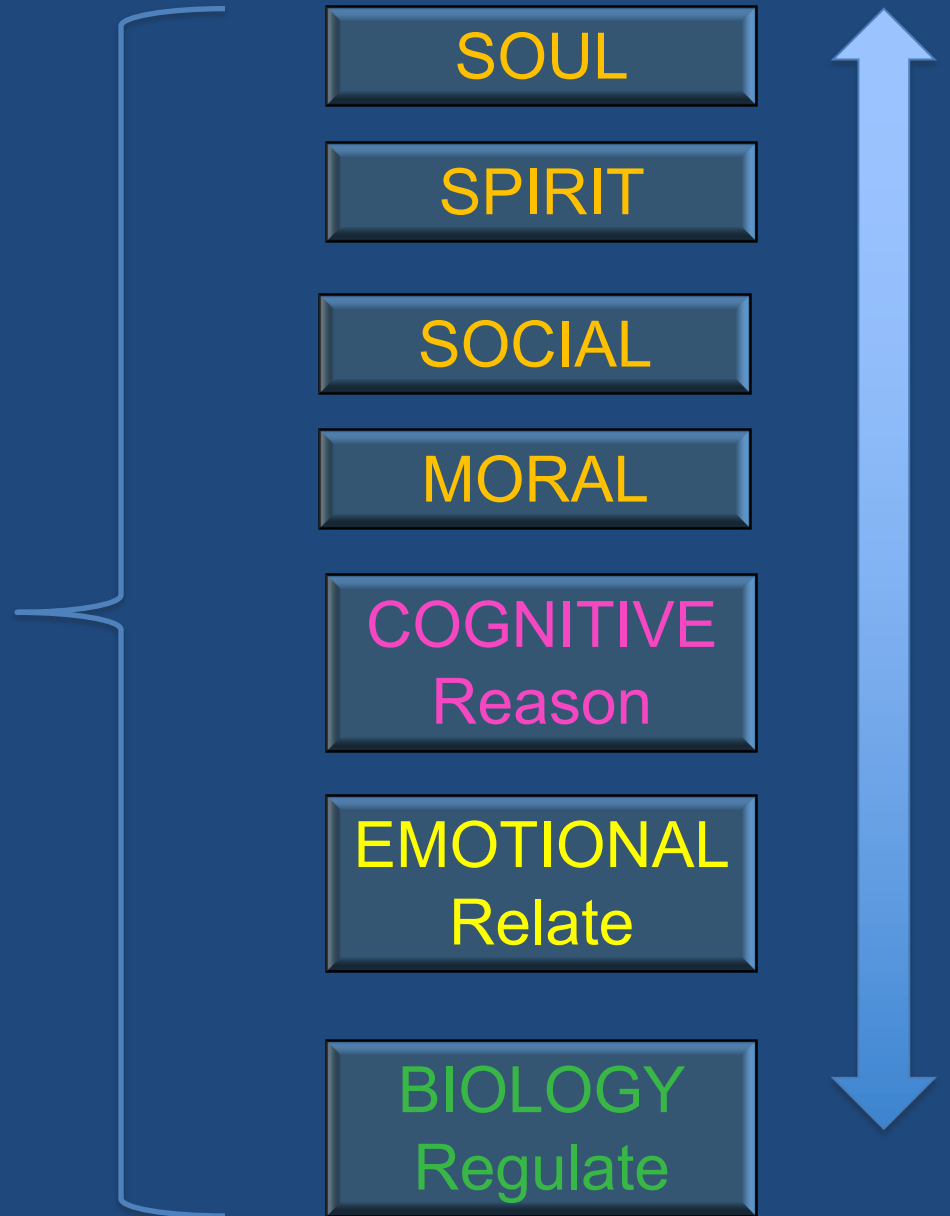 SOUL
SPIRIT
SOCIAL
MORAL
COGNITIVE
Reason
EMOTIONAL
Relate
BIOLOGY
Regulate